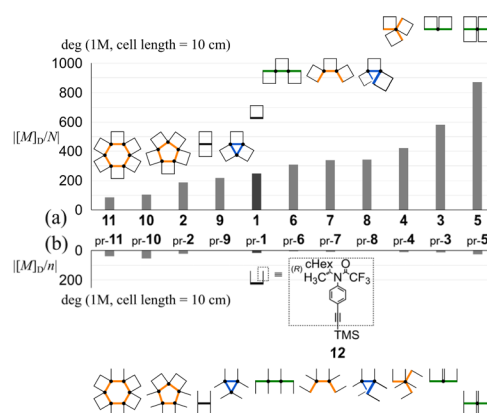 deg (1M, cell length = 10 cm)
1000
800
|[M]D/N| 600
400
200
0
(a) 11 10 2 9 1 6 7 8 4 3 5
(b) pr-11 pr-10 pr-2 pr-9 pr-1 pr-6 pr-7 pr-8 pr-4 pr-3 pr-5
0
|[M]D/n| 200
deg (1M, cell length = 10 cm)
=
(R) cHex O
H3C N CF3
TMS
12